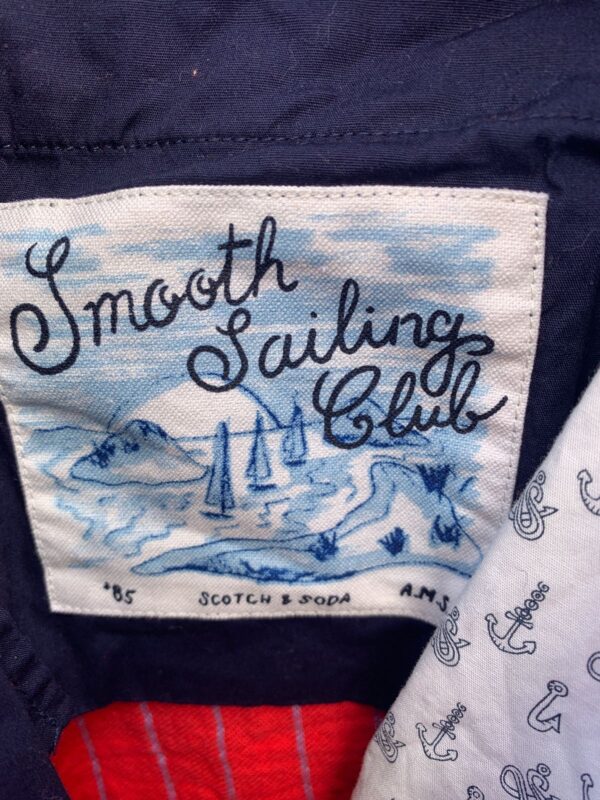 Smooth
Sailing
Club
'85 SCOTCH & SODA A.M.S.